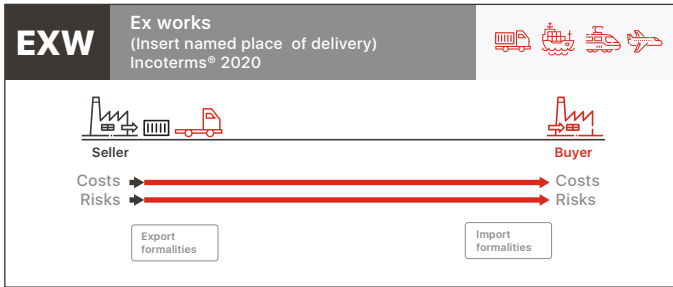 EXW
Ex works
(Insert named place of delivery)
Incoterms® 2020
Seller
Buyer
Costs
Costs
Risks
Risks
Export
formalities
Import
formalities